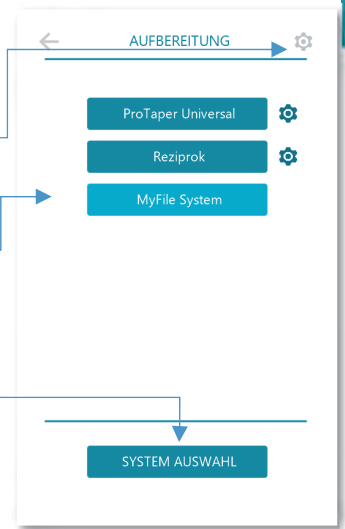 AUFBEREITUNG
ProTaper Universal
Reziprok
MyFile System
SYSTEM AUSWAHL